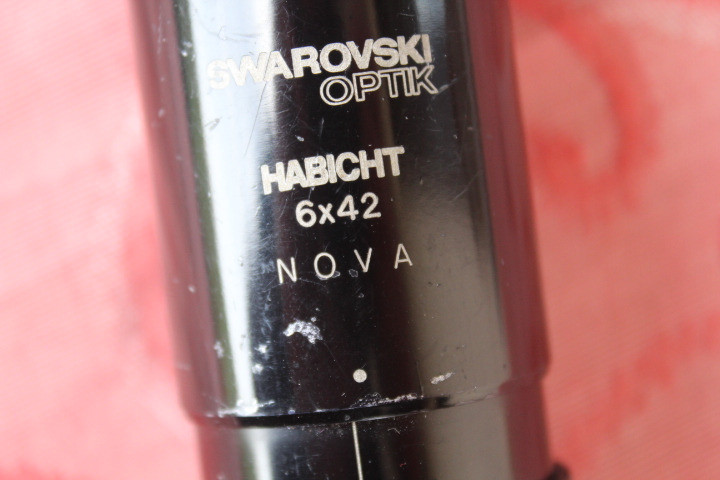 SWAROVSKI
OPTIK
HABICHT
6x42
NOVA